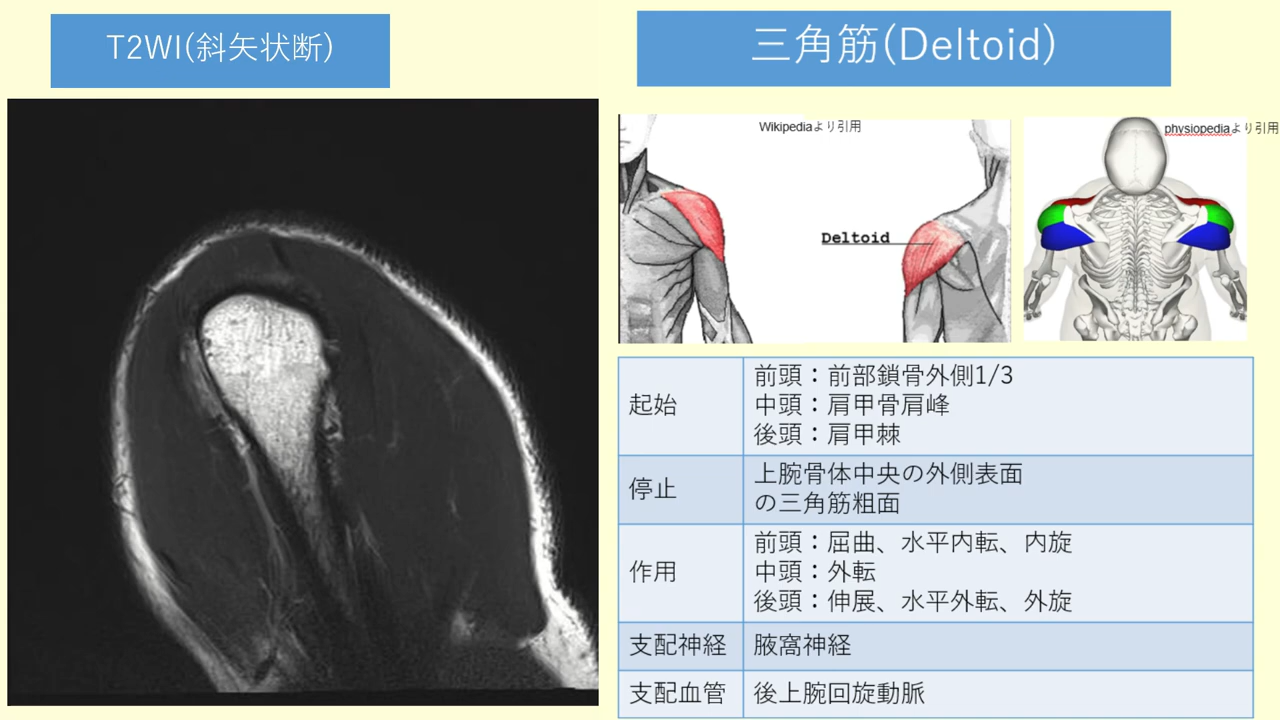 T2WI(斜矢状断)
三角筋(Deltoid)
Wikipediaより引用
physiopediaより引用
Deltoid
起始
前頭：前部鎖骨外側1/3
中頭：肩甲骨肩峰
後頭：肩甲棘
停止
上腕骨体中央の外側表面
の三角筋粗面
作用
前頭：屈曲、水平内転、内旋
中頭：外転
後頭：伸展、水平外転、外旋
支配神経
腋窩神経
支配血管
後上腕回旋動脈